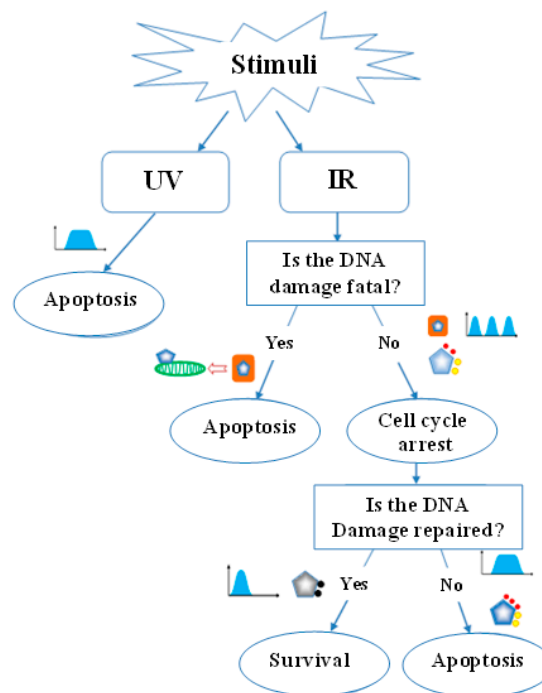 Stimuli
UV
IR
Is the DNA
damage fatal?
Apoptosis
Yes
No
Apoptosis
Cell cycle
arrest
Is the DNA
Damage repaired?
Yes
No
Survival
Apoptosis